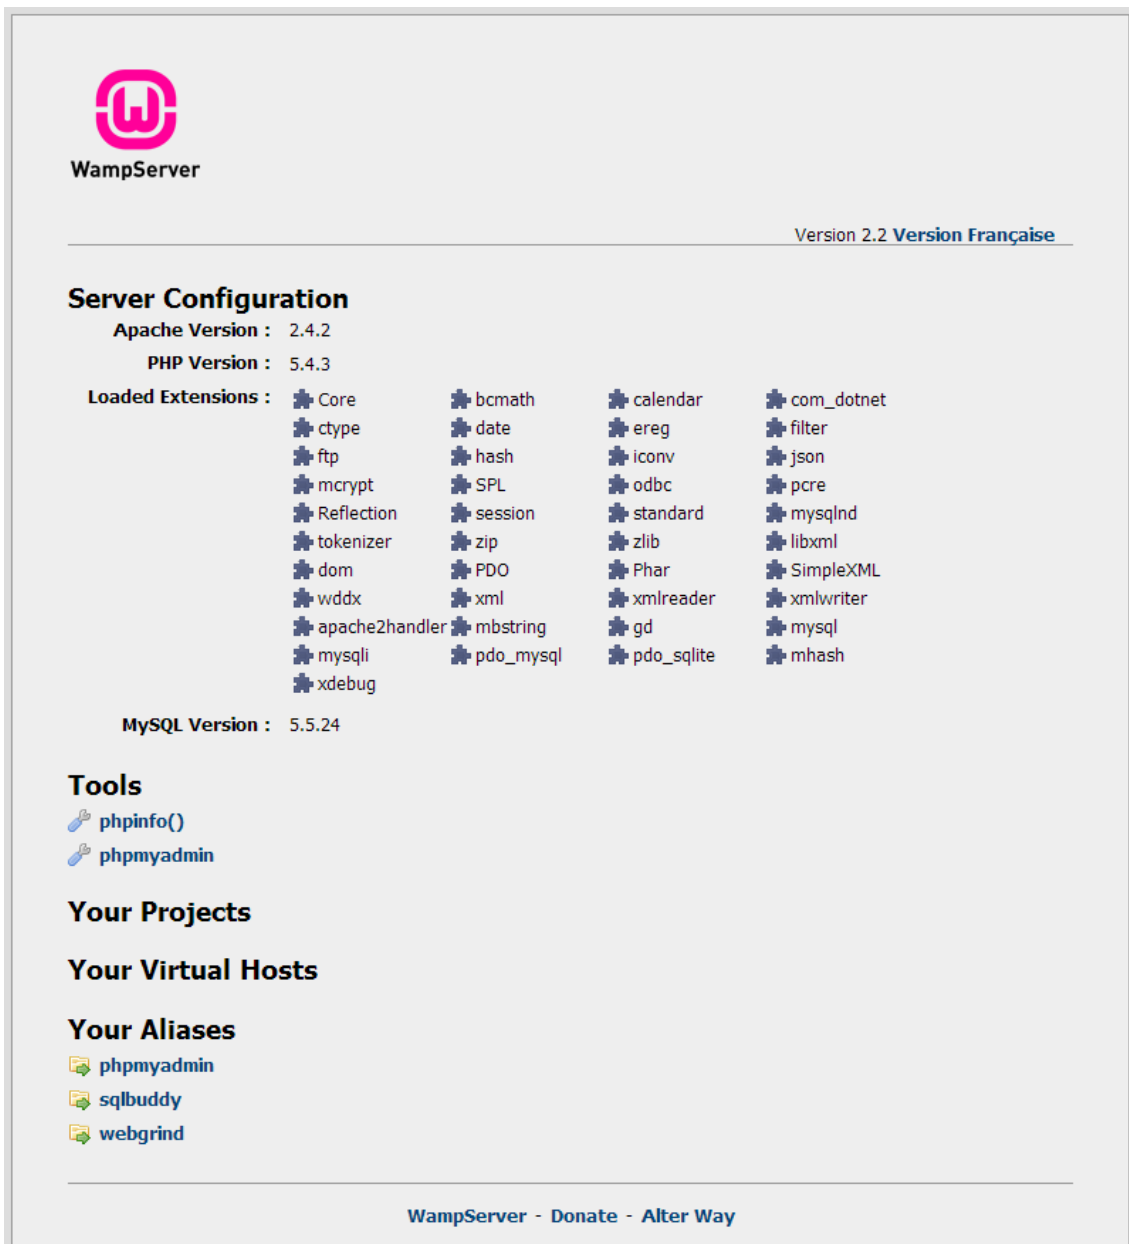 WampServer
Version 2.2 Version Française
Server Configuration
Apache Version : 2.4.2
PHP Version : 5.4.3
Loaded Extensions : Core bcmath calendar com_dotnet
ctype date ereg filter
ftp hash iconv json
mcrypt SPL odbc pcre
Reflection session standard mysqlnd
tokenizer zip zlib libxml
dom PDO Phar SimpleXML
wddx xml xmlreader xmlwriter
apache2handler mbstring gd mysql
mysqli pdo_mysql pdo_sqlite mhash
xdebug
MySQL Version : 5.5.24
Tools
phpinfo()
phpmyadmin
Your Projects
Your Virtual Hosts
Your Aliases
phpmyadmin
sqlbuddy
webgrind
WampServer - Donate - Alter Way